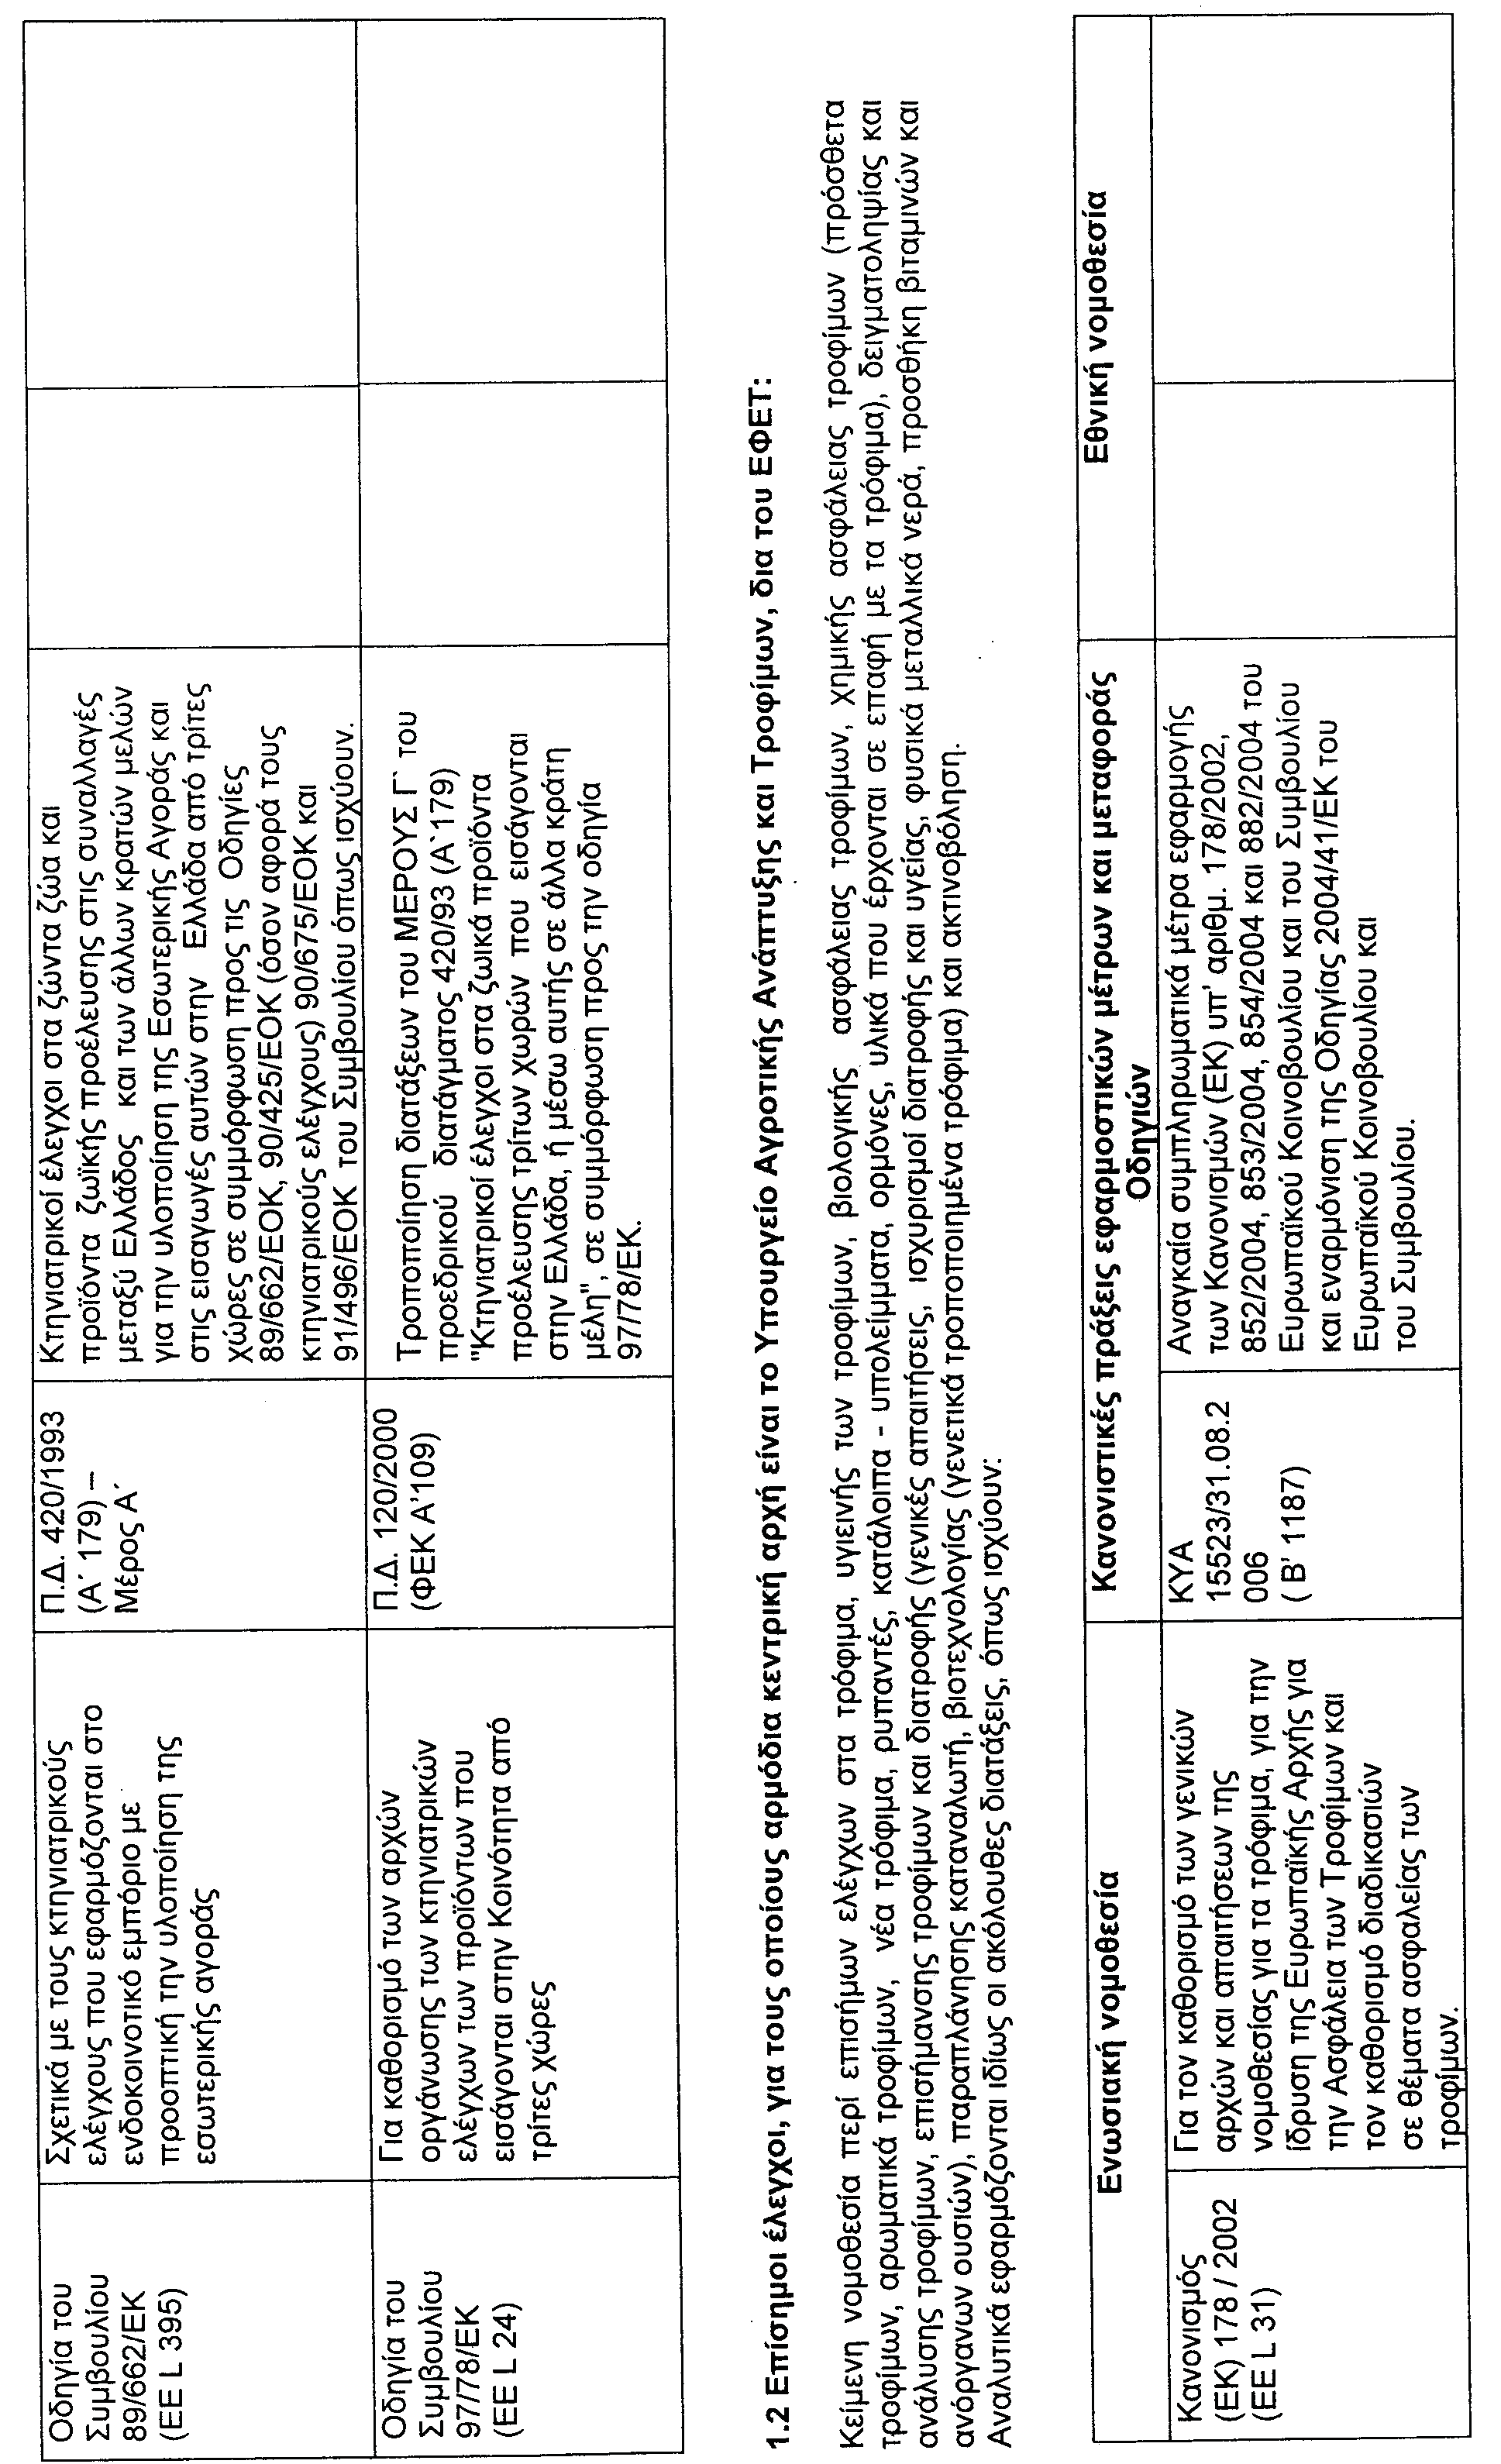 Οδηγία του
Συμβουλίου
89/662/ΕΚ
(ΕΕ L 395)
Σχετικά με τους κτηνιατρικούς
ελέγχους που εφαρμόζονται στο
ενδοκοινοτικό εμπόριο με
προοπτική την υλοποίηση της
εσωτερικής αγοράς
Π.Δ. 420/1993
(Α΄ 179) –
Μέρος Α΄
Κτηνιατρικοί έλεγχοι στα ζώντα ζώα και
προϊόντα ζωϊκής προέλευσης στις συναλλαγές
μεταξύ Ελλάδος και των άλλων κρατών μελών
για την υλοποίηση της Εσωτερικής Αγοράς και
στις εισαγωγές αυτών στην Ελλάδα από τρίτες
χώρες σε συμμόρφωση προς τις Οδηγίες
89/662/ΕΟΚ, 90/425/ΕΟΚ (όσον αφορά τους
κτηνιατρικούς ελέγχους) 90/675/ΕΟΚ και
91/496/ΕΟΚ του Συμβουλίου όπως ισχύουν.
Οδηγία του
Συμβουλίου
97/78/ΕΚ
(ΕΕ L 24)
Για καθορισμό των αρχών
οργάνωσης των κτηνιατρικών
ελέγχων των προϊόντων που
εισάγονται στην Κοινότητα από
τρίτες χώρες
Π.Δ. 120/2000
(ΦΕΚ Α'109)
Τροποποίηση διατάξεων του ΜΕΡΟΥΣ Γ` του
προεδρικού διατάγματος 420/93 (Α`179)
"Κτηνιατρικοί έλεγχοι στα ζωικά προϊόντα
προέλευσης τρίτων χωρών που εισάγονται
στην Ελλάδα, ή μέσω αυτής σε άλλα κράτη
μέλη", σε συμμόρφωση προς την οδηγία
97/78/ΕΚ.
1.2 Επίσημοι έλεγχοι, για τους οποίους αρμόδια κεντρική αρχή είναι το Υπουργείο Αγροτικής Ανάπτυξης και Τροφίμων, δια του ΕΦΕΤ:
Κείμενη νομοθεσία περί επισήμων ελέγχων στα τρόφιμα, υγιεινής των τροφίμων, βιολογικής ασφάλειας τροφίμων, χημικής ασφάλειας τροφίμων (πρόσθετα
τροφίμων, αρωματικά τροφίμων, νέα τρόφιμα, ρυπαντές, κατάλοιπα - υπολείμματα, ορμόνες, υλικά που έρχονται σε επαφή με τα τρόφιμα), δειγματοληψίας και
ανάλυσης τροφίμων, επισήμανσης τροφίμων και διατροφής (γενικές απαιτήσεις, ισχυρισμοί διατροφής και υγείας, φυσικά μεταλλικά νερά, προσθήκη βιταμινών και
ανόργανων ουσιών), παραπλάνησης καταναλωτή, βιοτεχνολογίας (γενετικά τροποποιημένα τρόφιμα) και ακτινοβόληση.
Αναλυτικά εφαρμόζονται ιδίως οι ακόλουθες διατάξεις, όπως ισχύουν:
Ενωσιακή νομοθεσία
Κανονιστικές πράξεις εφαρμοστικών μέτρων και μεταφοράς
Οδηγιών
Εθνική νομοθεσία
Κανονισμός
(ΕΚ) 178 / 2002
(ΕΕ L 31)
Για τον καθορισμό των γενικών
αρχών και απαιτήσεων της
νομοθεσίας για τα τρόφιμα, για την
ίδρυση της Ευρωπαϊκής Αρχής για
την Ασφάλεια των Τροφίμων και
τον καθορισμό διαδικασιών
σε θέματα ασφαλείας των
τροφίμων.
ΚΥΑ
15523/31.08.2
006
( Β' 1187)
Αναγκαία συμπληρωματικά μέτρα εφαρμογής
των Κανονισμών (ΕΚ) υπ' αριθμ. 178/2002,
852/2004, 853/2004, 854/2004 και 882/2004 του
Ευρωπαϊκού Κοινοβουλίου και του Συμβουλίου
και εναρμόνιση της Οδηγίας 2004/41/ΕΚ του
Ευρωπαϊκού Κοινοβουλίου και
του Συμβουλίου.